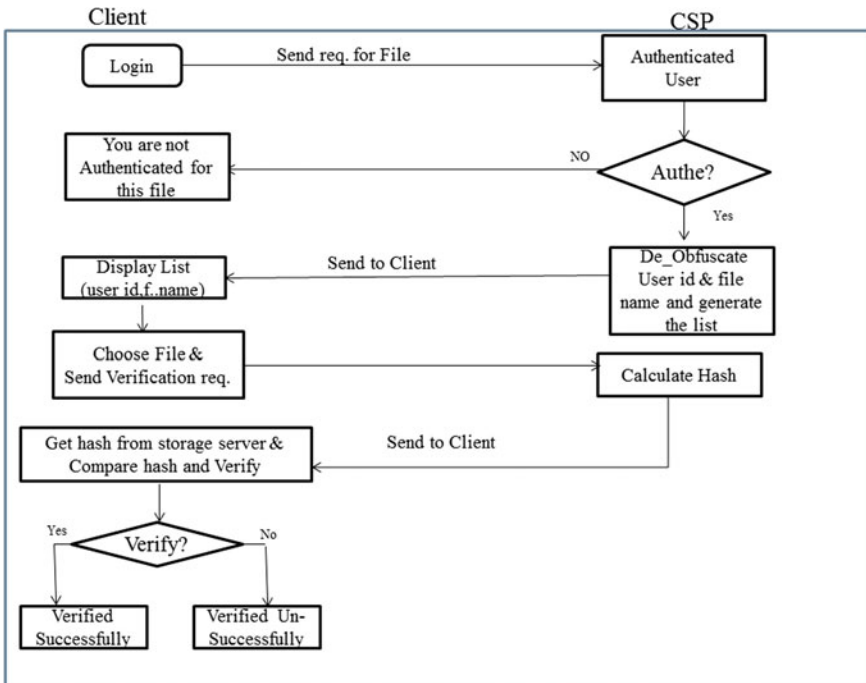 Client
CSP
Login
Send req. for File
Authenticated
User
You are not
Authenticated for
this file
NO
Authe?
Yes
Display List
(user id,f..name)
Send to Client
De_Obfuscate
User id & file
name and generate
the list
Choose File &
Send Verification req.
Calculate Hash
Get hash from storage server &
Compare hash and Verify
Send to Client
Yes
Verify?
No
Verified
Successfully
Verified Un-
Successfully